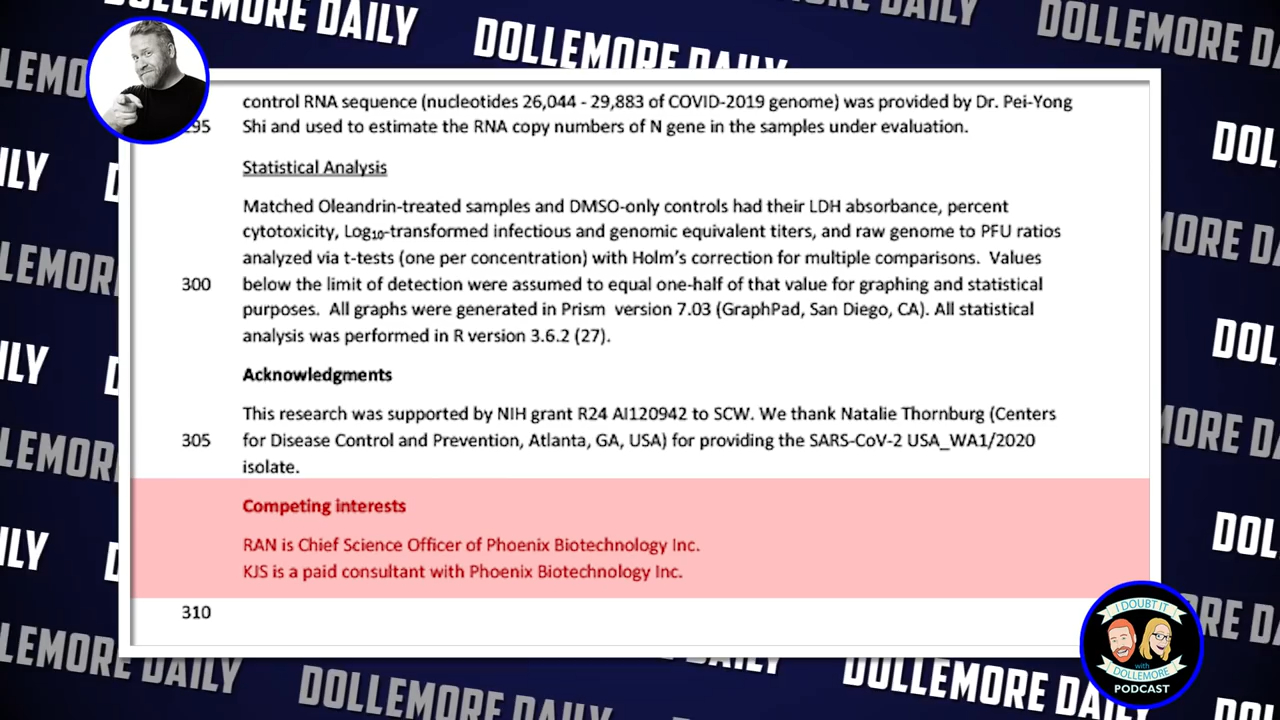 DOLLEMORE DAILY
DOLLEMORE DAILY
control RNA sequence (nucleotides 26,044 - 29,883 of COVID-2019 genome) was provided by Dr. Pei-Yong
295 Shi and used to estimate the RNA copy numbers of N gene in the samples under evaluation.
Statistical Analysis
Matched Oleandrin-treated samples and DMSO-only controls had their LDH absorbance, percent
cytotoxicity, Log10-transformed infectious and genomic equivalent titers, and raw genome to PFU ratios
analyzed via t-tests (one per concentration) with Holm's correction for multiple comparisons. Values
300 below the limit of detection were assumed to equal one-half of that value for graphing and statistical
purposes. All graphs were generated in Prism version 7.03 (GraphPad, San Diego, CA). All statistical
analysis was performed in R version 3.6.2 (27).
Acknowledgments
This research was supported by NIH grant R24 AI120942 to SCW. We thank Natalie Thornburg (Centers
305 for Disease Control and Prevention, Atlanta, GA, USA) for providing the SARS-CoV-2 USA_WA1/2020
isolate.
Competing interests
RAN is Chief Science Officer of Phoenix Biotechnology Inc.
KJS is a paid consultant with Phoenix Biotechnology Inc.
310
I DOUBT IT
with
DOLLEMORE
PODCAST
DOLLEMORE DAILY
DOLLEMORE DAILY